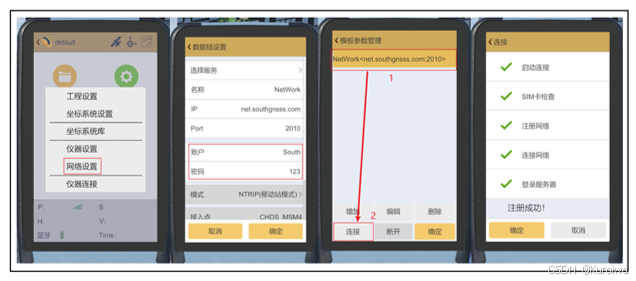 default
工程设置
坐标系统设置
坐标系统库
仪器设置
网络设置
仪器连接
P:
S:
H:
V:
蓝牙
Time:
数据链设置
选择服务
名称 NetWork
IP net.southgnsss.com
Port 2010
账户 South
密码 123
模式 NTRIP(移动站模式)
接入点 CHDS_MSM4
取消 确定
模板参数管理
NetWork<net.southgnsss.com:2010>
1
2
增加 编辑 删除
连接 断开 确定
连接
启动连接
SIM卡检查
注册网络
连接网络
登录服务器
注册成功!
确定 取消
CSDN @Kuroiwa